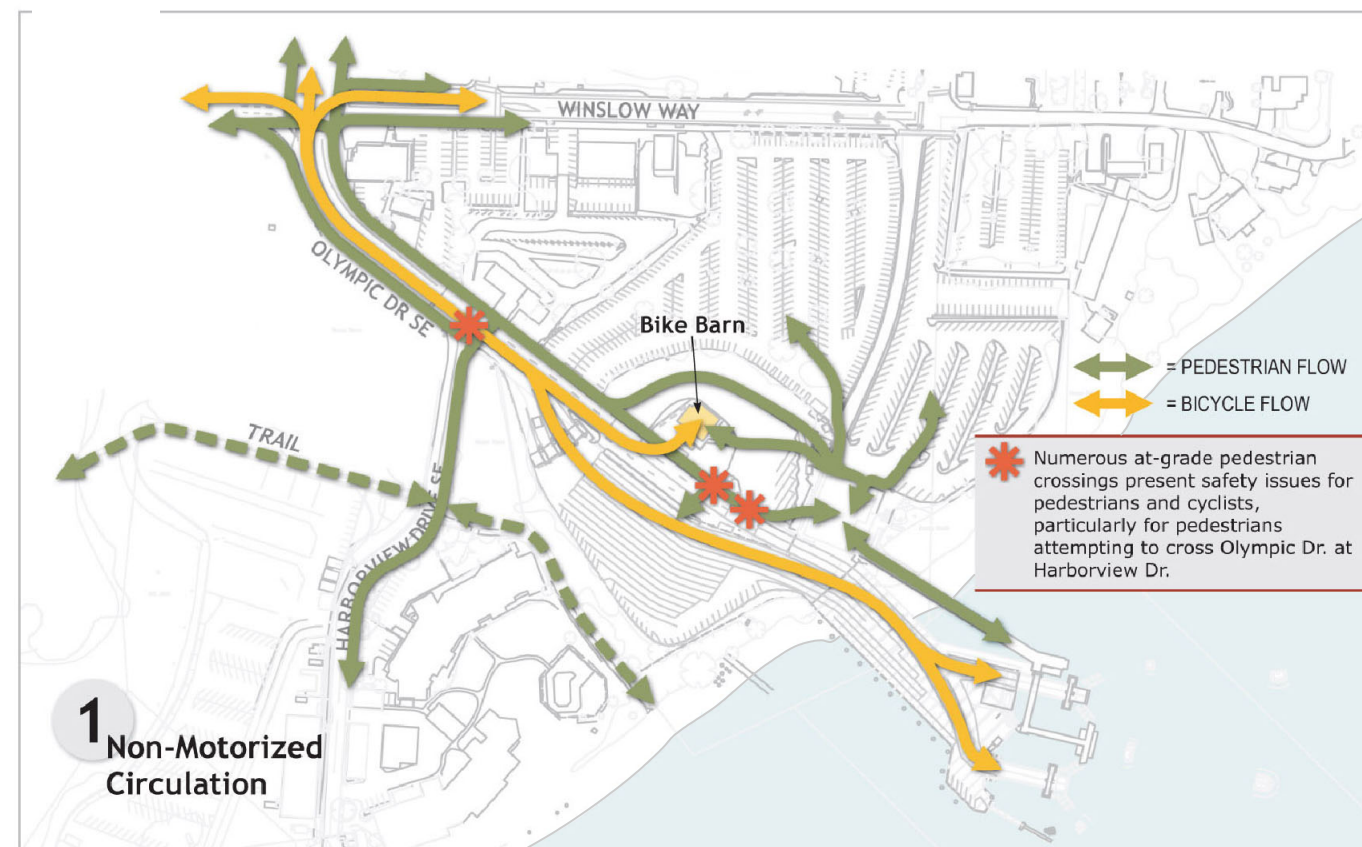 WINSLOW WAY
OLYMPIC DR SE
Bike Barn
= PEDESTRIAN FLOW
= BICYCLE FLOW
Numerous at-grade pedestrian
crossings present safety issues for
pedestrians and cyclists,
particularly for pedestrians
attempting to cross Olympic Dr. at
Harborview Dr.
TRAIL
HARBORVIEW DRIVE SE
1
Non-Motorized
Circulation